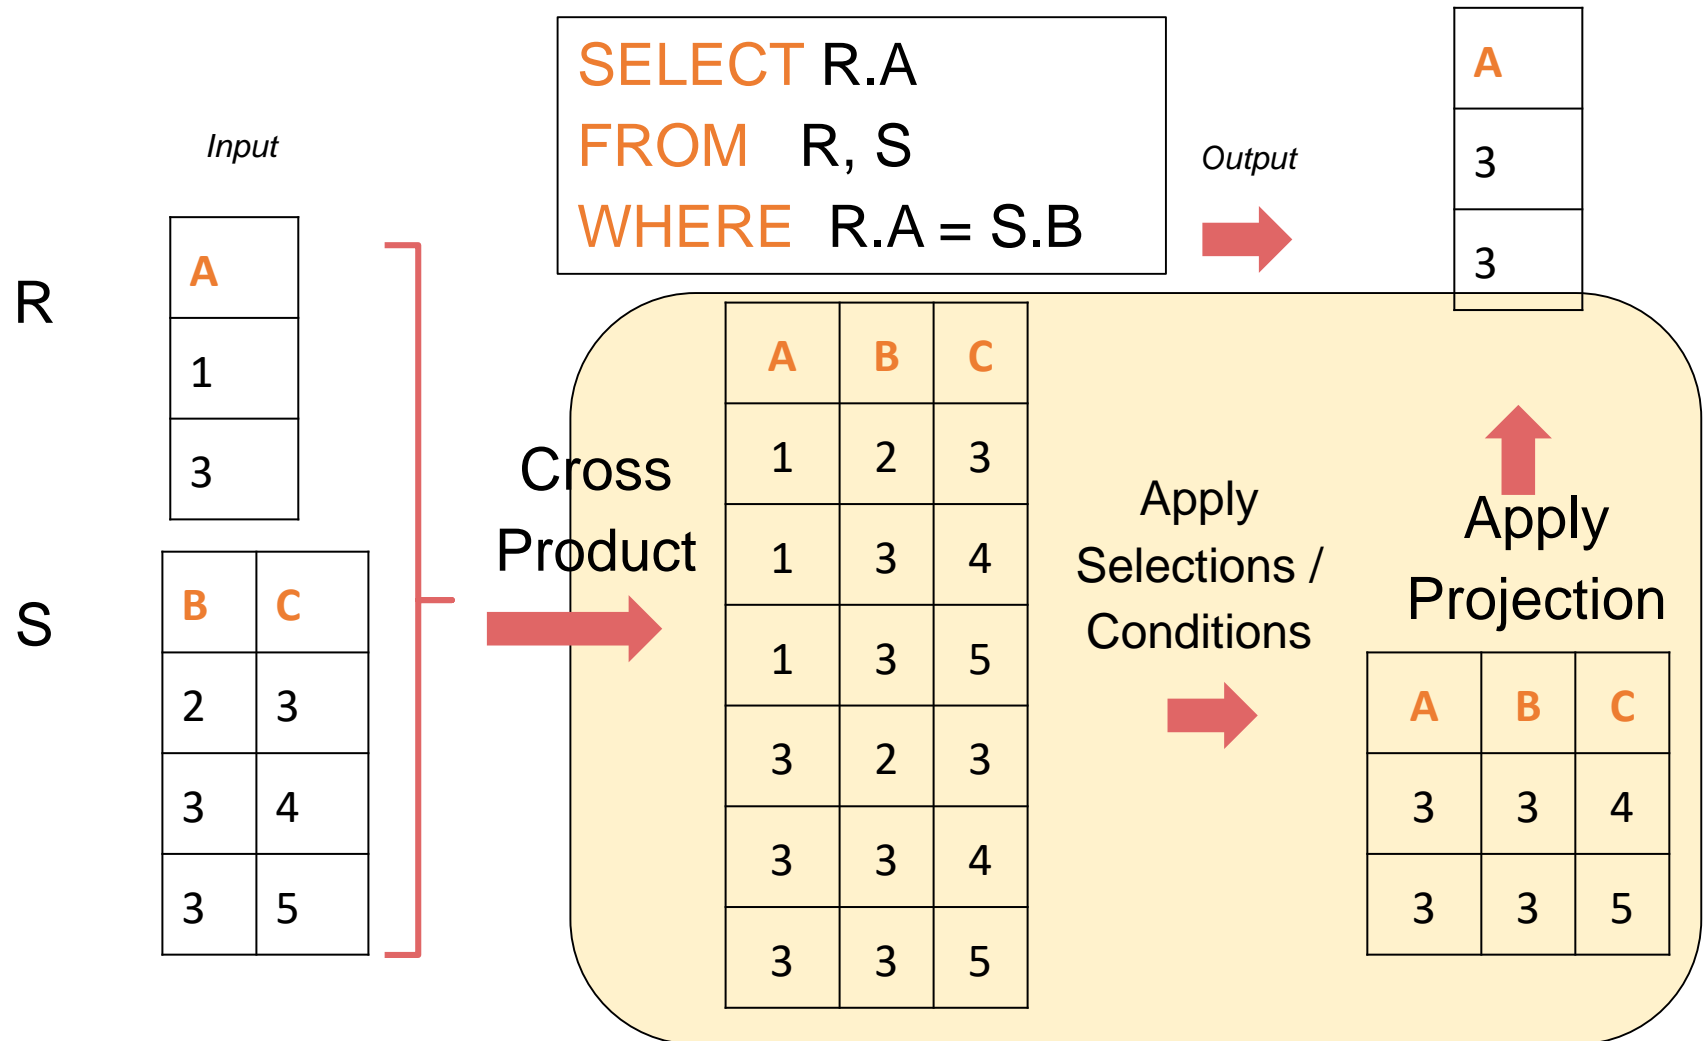 SELECT R.A
FROM R, S
WHERE R.A = S.B
Input
Output
R
A
1
3
S
B C
2 3
3 4
3 5
Cross
Product
A B C
1 2 3
1 3 4
1 3 5
3 2 3
3 3 4
3 3 5
Apply
Selections /
Conditions
Apply
Projection
A B C
3 3 4
3 3 5
A
3
3